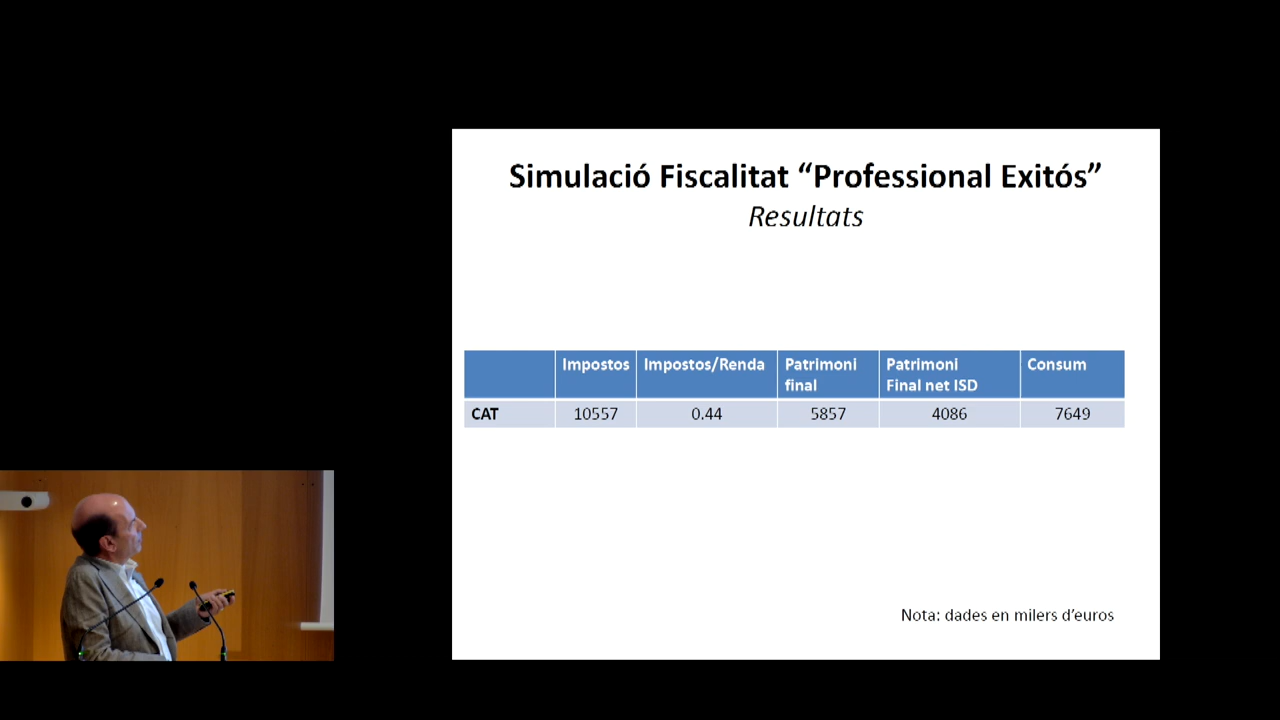 Simulació Fiscalitat “Professional Exitós”
Resultats
Impostos Impostos/Renda Patrimoni final Patrimoni Final net ISD Consum
CAT 10557 0.44 5857 4086 7649
Nota: dades en milers d’euros